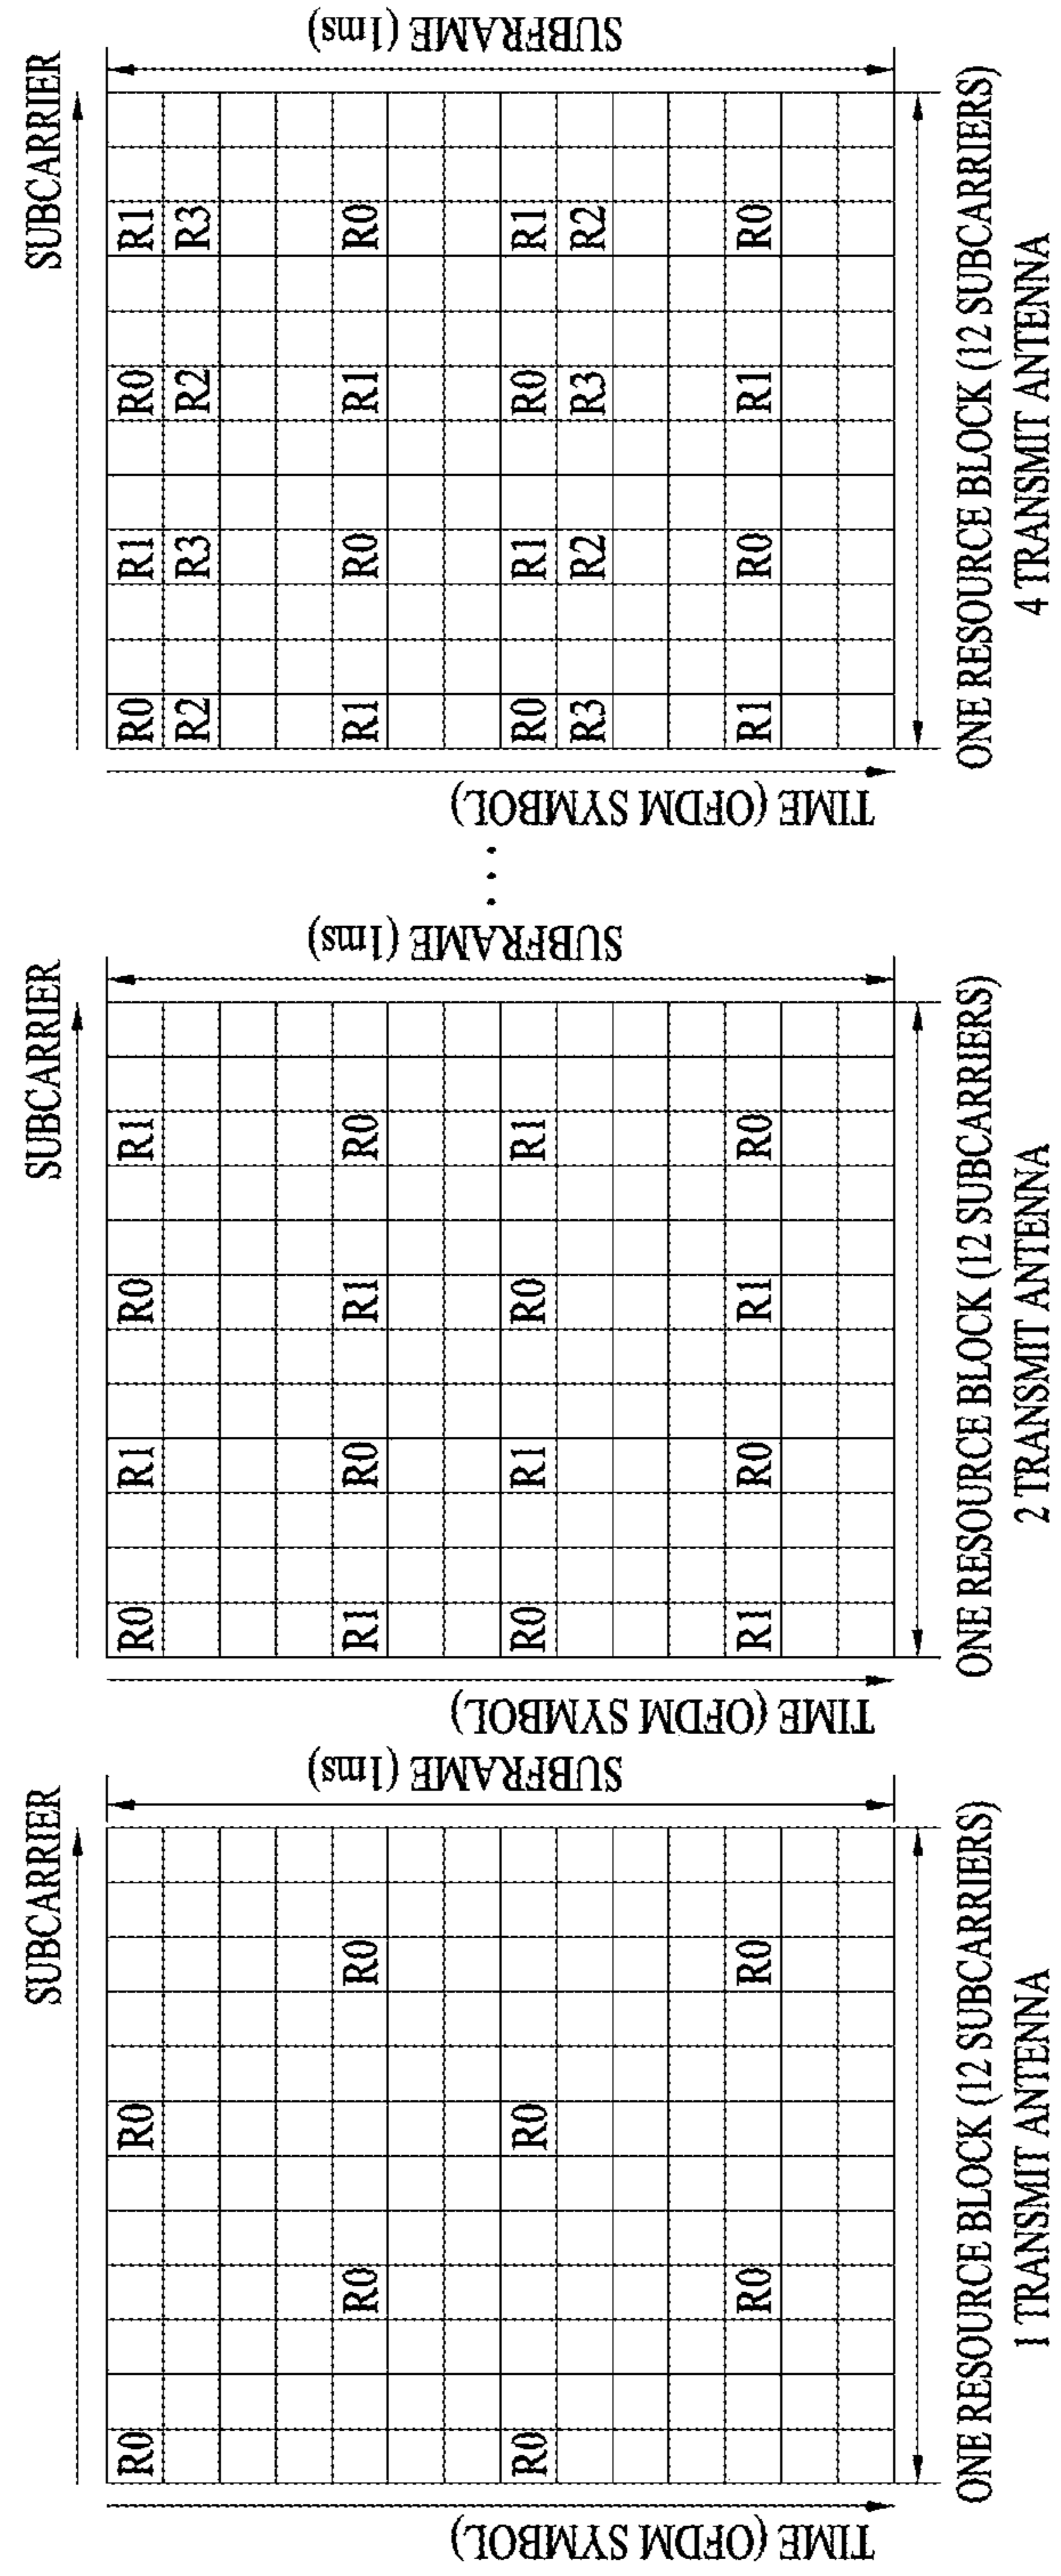 SUBCARRIER
TIME (OFDM SYMBOL)
R0 R0
R0 R0
R0 R0
R0 R0
SUBFRAME (1ms)
ONE RESOURCE BLOCK (12 SUBCARRIERS)
1 TRANSMIT ANTENNA
SUBCARRIER
TIME (OFDM SYMBOL)
R0 R1 R0 R1
R1 R0 R1 R0
R0 R1 R0 R1
R1 R0 R1 R0
SUBFRAME (1ms)
ONE RESOURCE BLOCK (12 SUBCARRIERS)
2 TRANSMIT ANTENNA
...
SUBCARRIER
TIME (OFDM SYMBOL)
R0 R1 R0 R1
R2 R3 R2 R3
R1 R0 R1 R0
R0 R1 R0 R1
R3 R2 R3 R2
R1 R0 R1 R0
SUBFRAME (1ms)
ONE RESOURCE BLOCK (12 SUBCARRIERS)
4 TRANSMIT ANTENNA